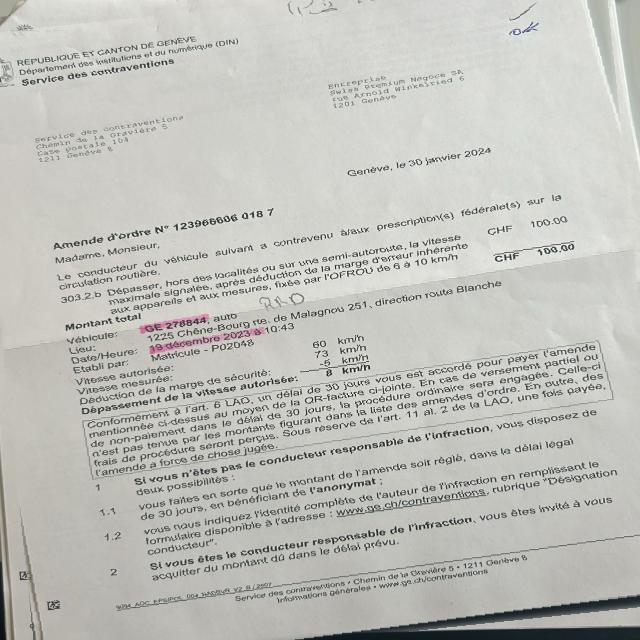 REPUBLIQUE ET CANTON DE GENEVE
Département des institutions et du numérique (DIN)
Service des contraventions
ok
Entreprise
Swiss Premium Negoce SA
rue Arnold Winkelried 6
1201 Genève
Service des contraventions
Chemin de la Gravière 5
Case postale 104
1211 Genève 8
Genève, le 30 janvier 2024
Amende d'ordre N° 123966606 018 7
Madame, Monsieur,
Le conducteur du véhicule suivant a contrevenu à/aux prescription(s) fédérale(s) sur la
circulation routière.
303.2.b Dépasser, hors des localités ou sur une semi-autoroute, la vitesse
maximale signalée, après déduction de la marge d'erreur inhérente
aux appareils et aux mesures, fixée par l'OFROU de 6 à 10 km/h
CHF 100.00
Montant total CHF 100.00
Véhicule: GE 278844, auto
Lieu: 1225 Chêne-Bourg rte. de Malagnou 251, direction route Blanche
Date/Heure: 19 décembre 2023 à 10:43
Etabli par: Matricule - P02048
Vitesse autorisée: 60 km/h
Vitesse mesurée: 73 km/h
Déduction de la marge de sécurité: -5 km/h
Dépassement de la vitesse autorisée: 8 km/h
Conformément à l'art. 6 LAO, un délai de 30 jours vous est accordé pour payer l'amende
mentionnée ci-dessus au moyen de la QR-facture ci-jointe. En cas de versement partiel ou
de non-paiement dans le délai de 30 jours, la procédure ordinaire sera engagée. Celle-ci
n'est pas tenue par les montants figurant dans la liste des amendes d'ordre. En outre, des
frais de procédure seront perçus. Sous réserve de l'art. 11 al. 2 de la LAO, une fois payée,
l'amende a force de chose jugée.
1 Si vous n'êtes pas le conducteur responsable de l'infraction, vous disposez de
deux possibilités :
1.1 vous faites en sorte que le montant de l'amende soit réglé, dans le délai légal
de 30 jours, en bénéficiant de l'anonymat ;
1.2 vous nous indiquez l'identité complète de l'auteur de l'infraction en remplissant le
formulaire disponible à l'adresse : www.ge.ch/contraventions, rubrique "Désignation
conducteur".
2 Si vous êtes le conducteur responsable de l'infraction, vous êtes invité à vous
acquitter du montant dû dans le délai prévu.
Service des contraventions • Chemin de la Gravière 5 • 1211 Genève 8
Informations générales • www.ge.ch/contraventions